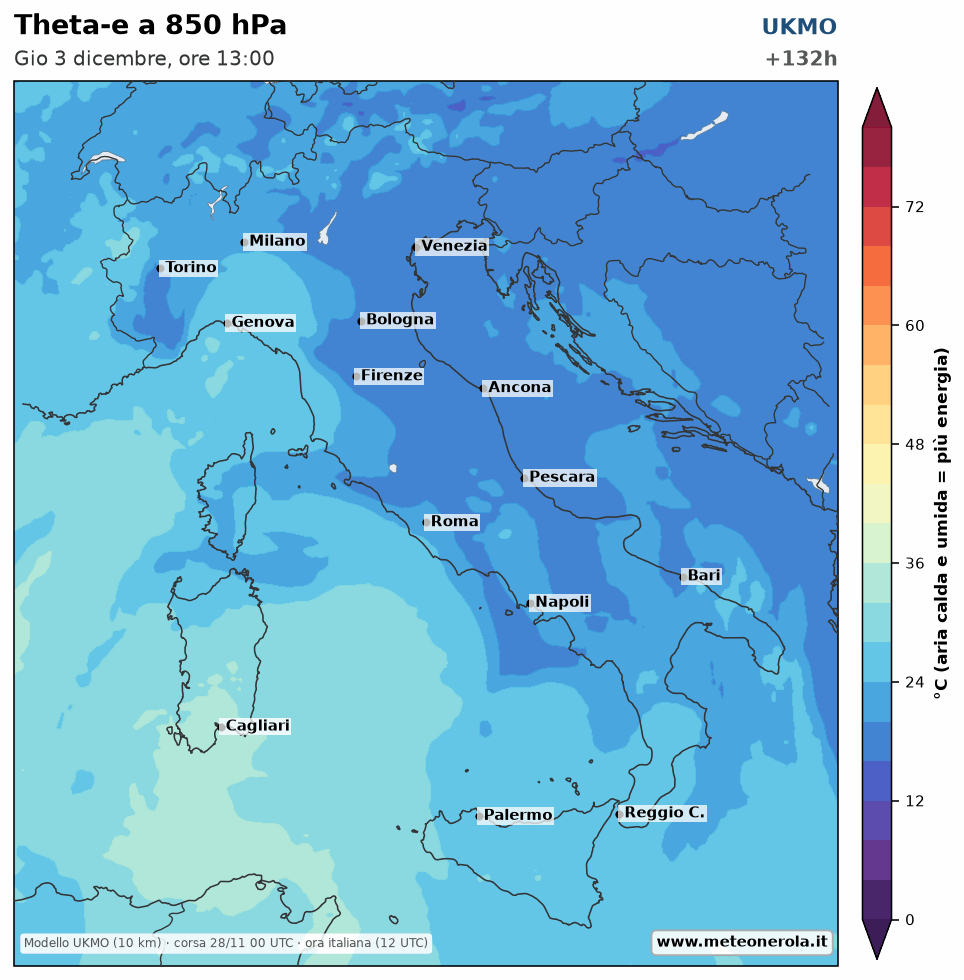 Theta-e a 850 hPa
UKMO
Gio 3 dicembre, ore 13:00
+132h
Milano
Venezia
Torino
Genova
Bologna
Firenze
Ancona
Pescara
Roma
Bari
Napoli
Cagliari
Palermo
Reggio C.
72
60
48
36
24
12
0
°C (aria calda e umida = più energia)
Modello UKMO (10 km) · corsa 28/11 00 UTC · ora italiana (12 UTC)
www.meteonerola.it